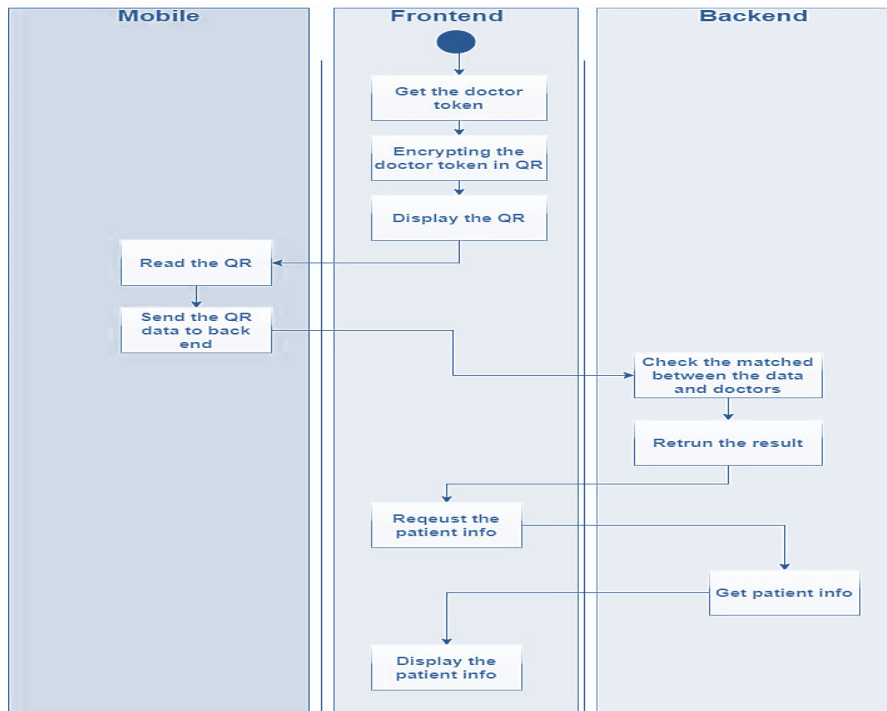 Mobile
Frontend
Backend
Get the doctor
token
Encrypting the
doctor token in QR
Display the QR
Read the QR
Send the QR
data to back
end
Check the matched
between the data
and doctors
Retrun the result
Reqeust the
patient info
Get patient info
Display the
patient info